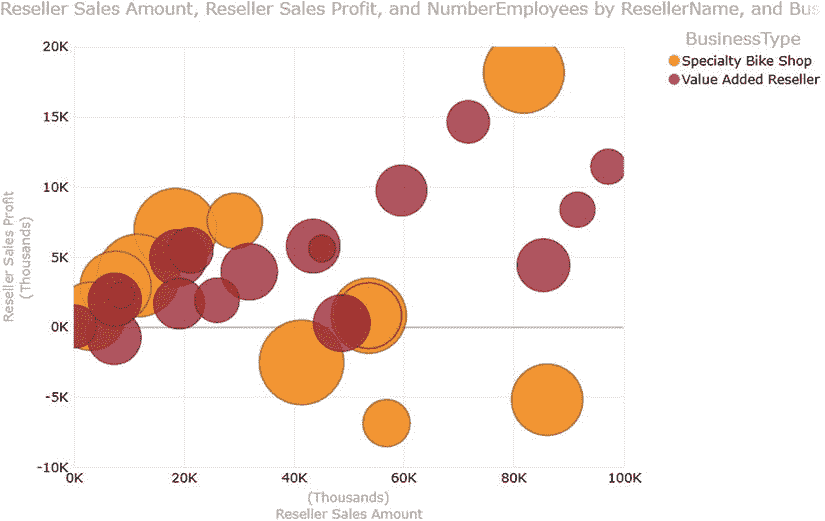 Reseller Sales Amount, Reseller Sales Profit, and NumberEmployees by ResellerName, and Bus
BusinessType
Specialty Bike Shop
Value Added Reseller
20K
15K
10K
5K
0K
-5K
-10K
Reseller Sales Profit
(Thousands)
0K 20K 40K 60K 80K 100K
(Thousands)
Reseller Sales Amount